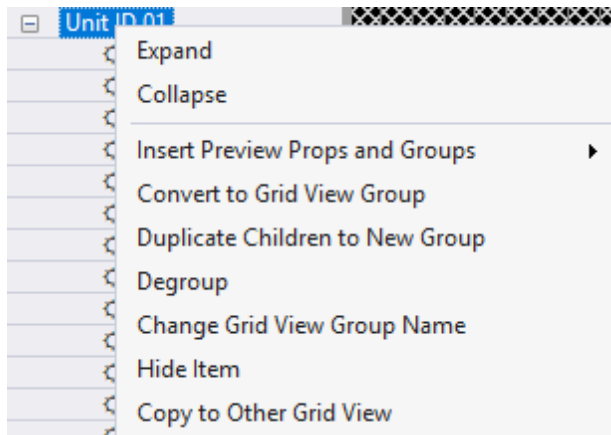 Unit ID 01
Expand
Collapse
Insert Preview Props and Groups
Convert to Grid View Group
Duplicate Children to New Group
Degroup
Change Grid View Group Name
Hide Item
Copy to Other Grid View